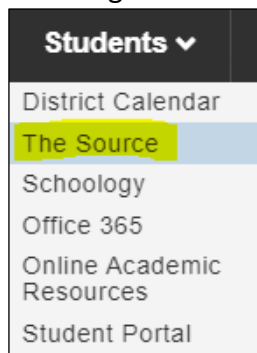 Students
District Calendar
The Source
Schoology
Office 365
Online Academic
Resources
Student Portal